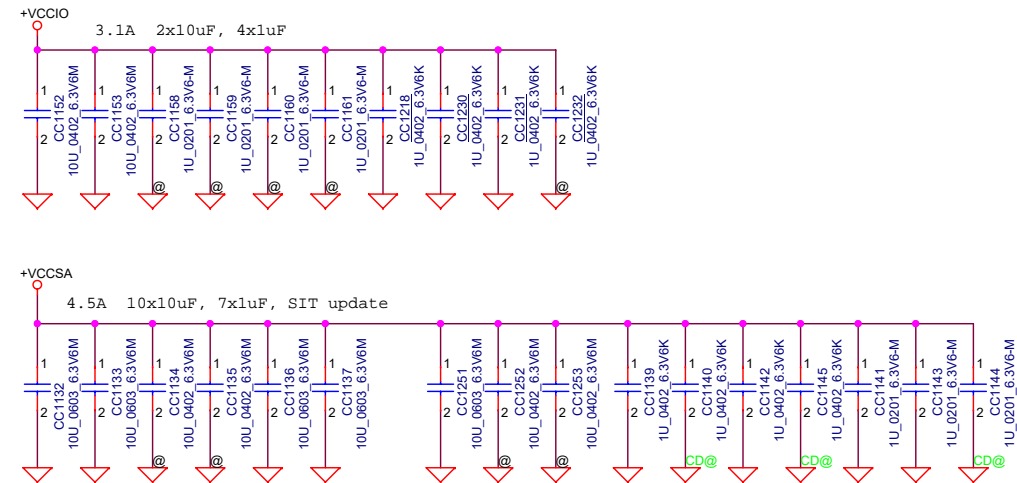 +VCCIO
3.1A 2x10uF, 4x1uF
1
2
CC1152
10U_0402_6.3V6M
1
2
CC1153
10U_0402_6.3V6M
1
2
CC1158
1U_0201_6.3V6-M
@
1
2
CC1159
1U_0201_6.3V6-M
@
1
2
CC1160
1U_0201_6.3V6-M
@
1
2
CC1161
1U_0201_6.3V6-M
@
1
2
CC1218
1U_0402_6.3V6K
1
2
CC1230
1U_0402_6.3V6K
1
2
CC1231
1U_0402_6.3V6K
1
2
CC1232
1U_0402_6.3V6K
@
+VCCSA
4.5A 10x10uF, 7x1uF, SIT update
1
2
CC1132
10U_0603_6.3V6M
1
2
CC1133
10U_0603_6.3V6M
1
2
CC1134
10U_0402_6.3V6M
@
1
2
CC1135
10U_0402_6.3V6M
@
1
2
CC1136
10U_0603_6.3V6M
1
2
CC1137
10U_0603_6.3V6M
1
2
CC1251
10U_0603_6.3V6M
1
2
CC1252
10U_0402_6.3V6M
@
1
2
CC1253
10U_0402_6.3V6M
@
1
2
CC1139
1U_0402_6.3V6K
1
2
CC1140
1U_0402_6.3V6K
CD@
1
2
CC1142
1U_0402_6.3V6K
1
2
CC1145
1U_0402_6.3V6K
CD@
1
2
CC1141
1U_0201_6.3V6-M
1
2
CC1143
1U_0201_6.3V6-M
1
2
CC1144
1U_0201_6.3V6-M
CD@